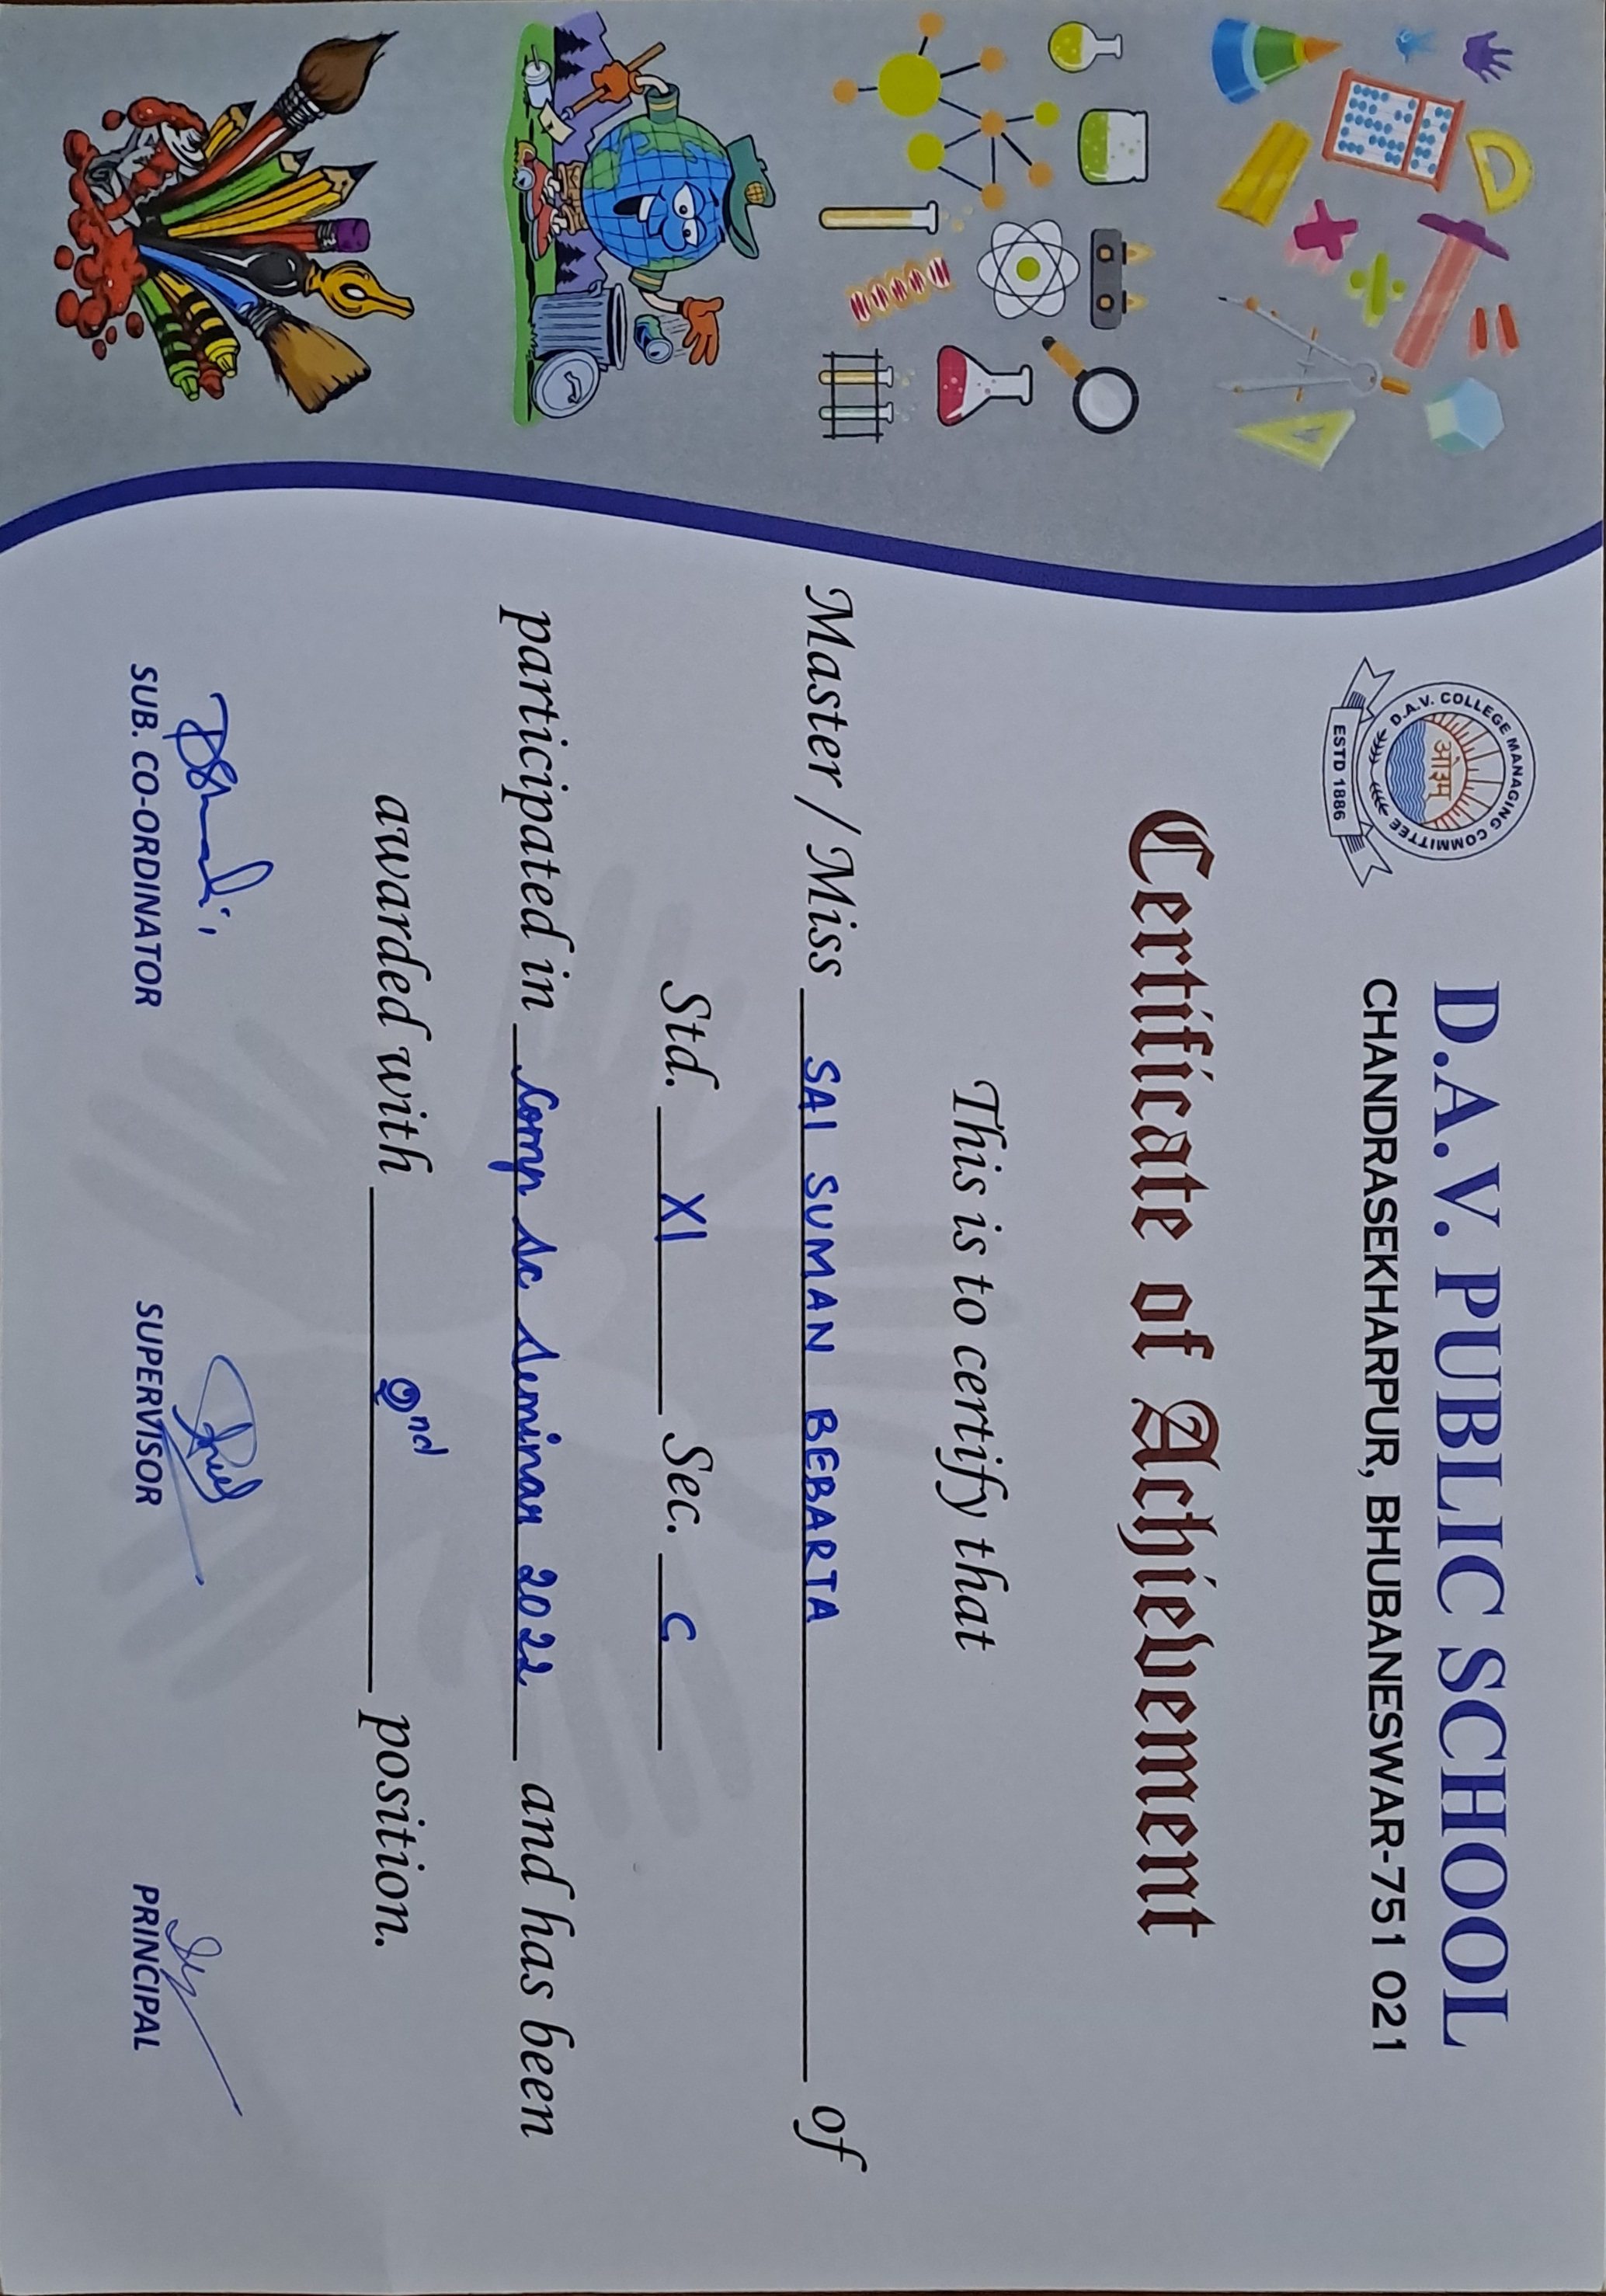 D.A.V. COLLEGE MANAGING COMMITTEE
ओ३म्
ESTD 1886
D.A.V. PUBLIC SCHOOL
CHANDRASEKHARPUR, BHUBANESWAR-751 021
Certificate of Achievement
This is to certify that
Master / Miss SAI SUMAN BEBARTA of
Std. XI Sec. C
participated in Comp Sc Seminar 2022 and has been
awarded with 2nd position.
SUB. CO-ORDINATOR SUPERVISOR PRINCIPAL